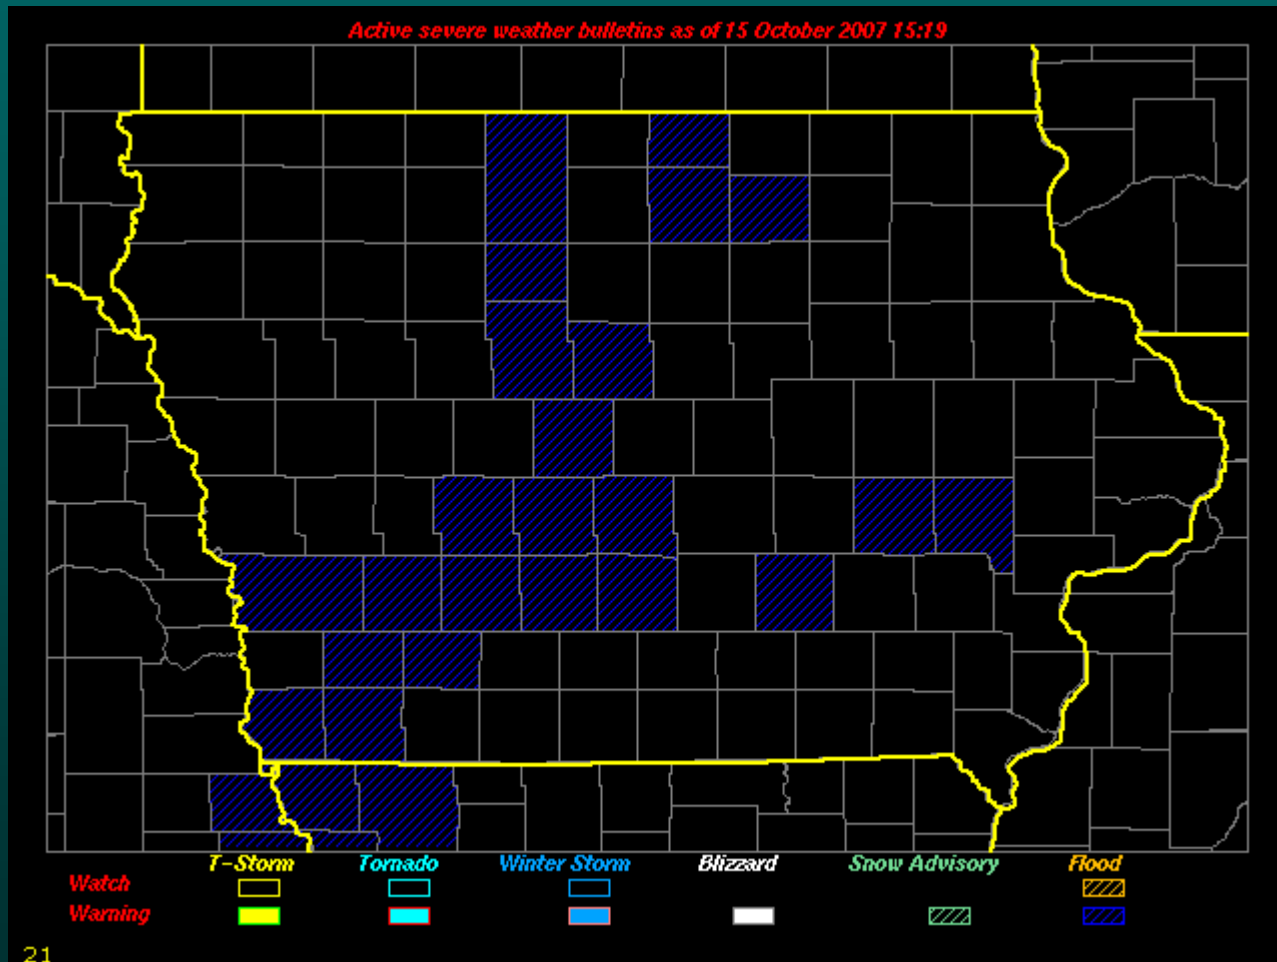 Active severe weather bulletins as of 15 October 2007 15:19
T-Storm Tornado Winter Storm Blizzard Snow Advisory Flood
Watch
Warning
21